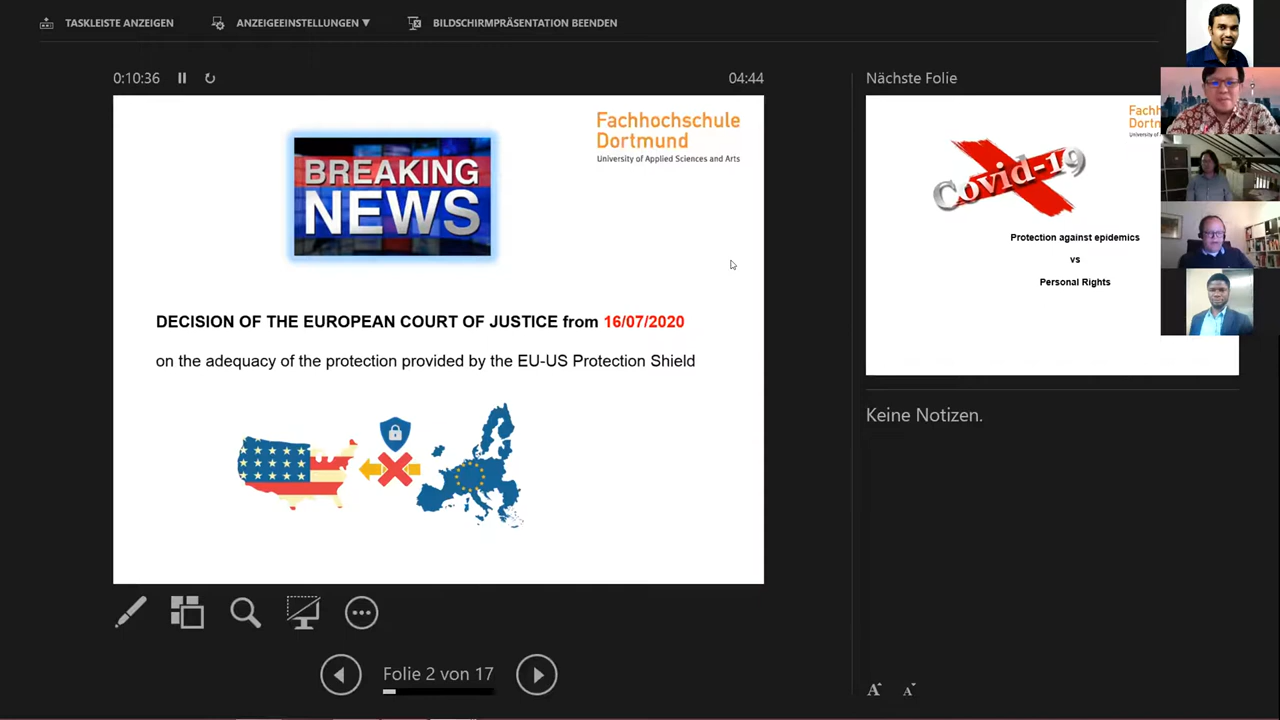 TASKLEISTE ANZEIGEN
ANZEIGEEINSTELLUNGEN ▼
BILDSCHIRMPRÄSENTATION BEENDEN
0:10:36
04:44
BREAKING
NEWS
Fachhochschule
Dortmund
University of Applied Sciences and Arts
DECISION OF THE EUROPEAN COURT OF JUSTICE from 16/07/2020
on the adequacy of the protection provided by the EU-US Protection Shield
Folie 2 von 17
Nächste Folie
Covid-19
Protection against epidemics
vs
Personal Rights
Keine Notizen.
A A